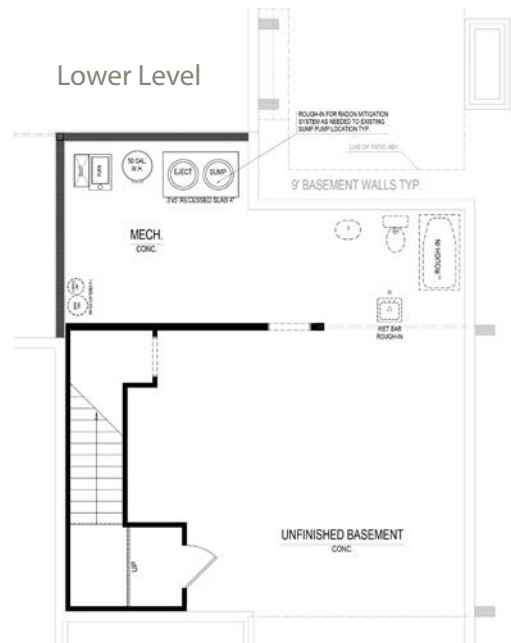 Lower Level
ROUGH-IN FOR RADON MITIGATION
SYSTEM AS NEEDED TO EXISTING
SUMP PUMP LOCATION TYP.
LINE OF PATIO ABV.
9' BASEMENT WALLS TYP.
FURN
50 GAL.
W.H.
EJECT
SUMP
3'x5' RECESSED SLAB 4"
MECH.
CONC.
ROUGH-IN
WET BAR
ROUGH-IN
UNFINISHED BASEMENT
CONC.
UP